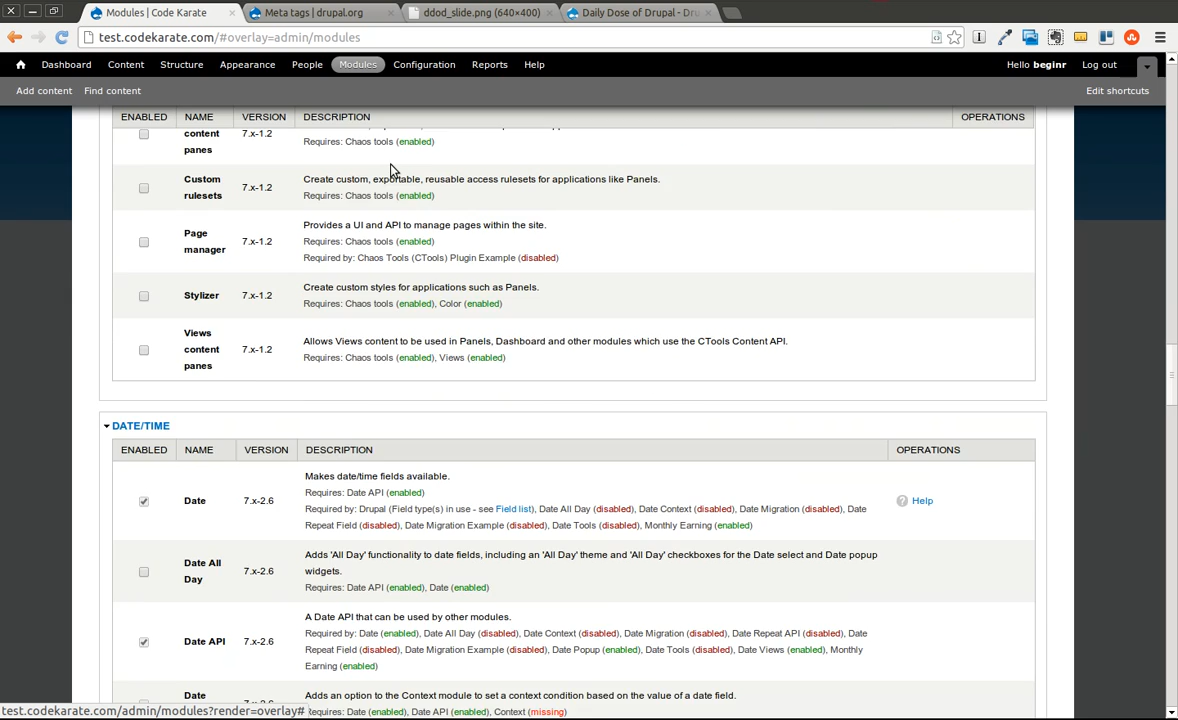 Modules | Code Karate
Meta tags | drupal.org
ddod_slide.png (640×400)
Daily Dose of Drupal - Dru
test.codekarate.com/#overlay=admin/modules
Dashboard Content Structure Appearance People Modules Configuration Reports Help Hello beginr Log out
Add content Find content Edit shortcuts
ENABLED NAME VERSION DESCRIPTION OPERATIONS
content
panes
7.x-1.2
Requires: Chaos tools (enabled)
Custom
rulesets
7.x-1.2
Create custom, exportable, reusable access rulesets for applications like Panels.
Requires: Chaos tools (enabled)
Page
manager
7.x-1.2
Provides a UI and API to manage pages within the site.
Requires: Chaos tools (enabled)
Required by: Chaos Tools (CTools) Plugin Example (disabled)
Stylizer
7.x-1.2
Create custom styles for applications such as Panels.
Requires: Chaos tools (enabled), Color (enabled)
Views
content
panes
7.x-1.2
Allows Views content to be used in Panels, Dashboard and other modules which use the CTools Content API.
Requires: Chaos tools (enabled), Views (enabled)
DATE/TIME
ENABLED NAME VERSION DESCRIPTION OPERATIONS
Date
7.x-2.6
Makes date/time fields available.
Requires: Date API (enabled)
Required by: Drupal (Field type(s) in use - see Field list), Date All Day (disabled), Date Context (disabled), Date Migration (disabled), Date
Repeat Field (disabled), Date Migration Example (disabled), Date Tools (disabled), Monthly Earning (enabled)
Help
Date All
Day
7.x-2.6
Adds 'All Day' functionality to date fields, including an 'All Day' theme and 'All Day' checkboxes for the Date select and Date popup
widgets.
Requires: Date API (enabled), Date (enabled)
Date API
7.x-2.6
A Date API that can be used by other modules.
Required by: Date (enabled), Date All Day (disabled), Date Context (disabled), Date Migration (disabled), Date Repeat API (disabled), Date
Repeat Field (disabled), Date Migration Example (disabled), Date Popup (enabled), Date Tools (disabled), Date Views (enabled), Monthly
Earning (enabled)
Date
Adds an option to the Context module to set a context condition based on the value of a date field.
Requires: Date (enabled), Date API (enabled), Context (missing)
test.codekarate.com/admin/modules?render=overlay#